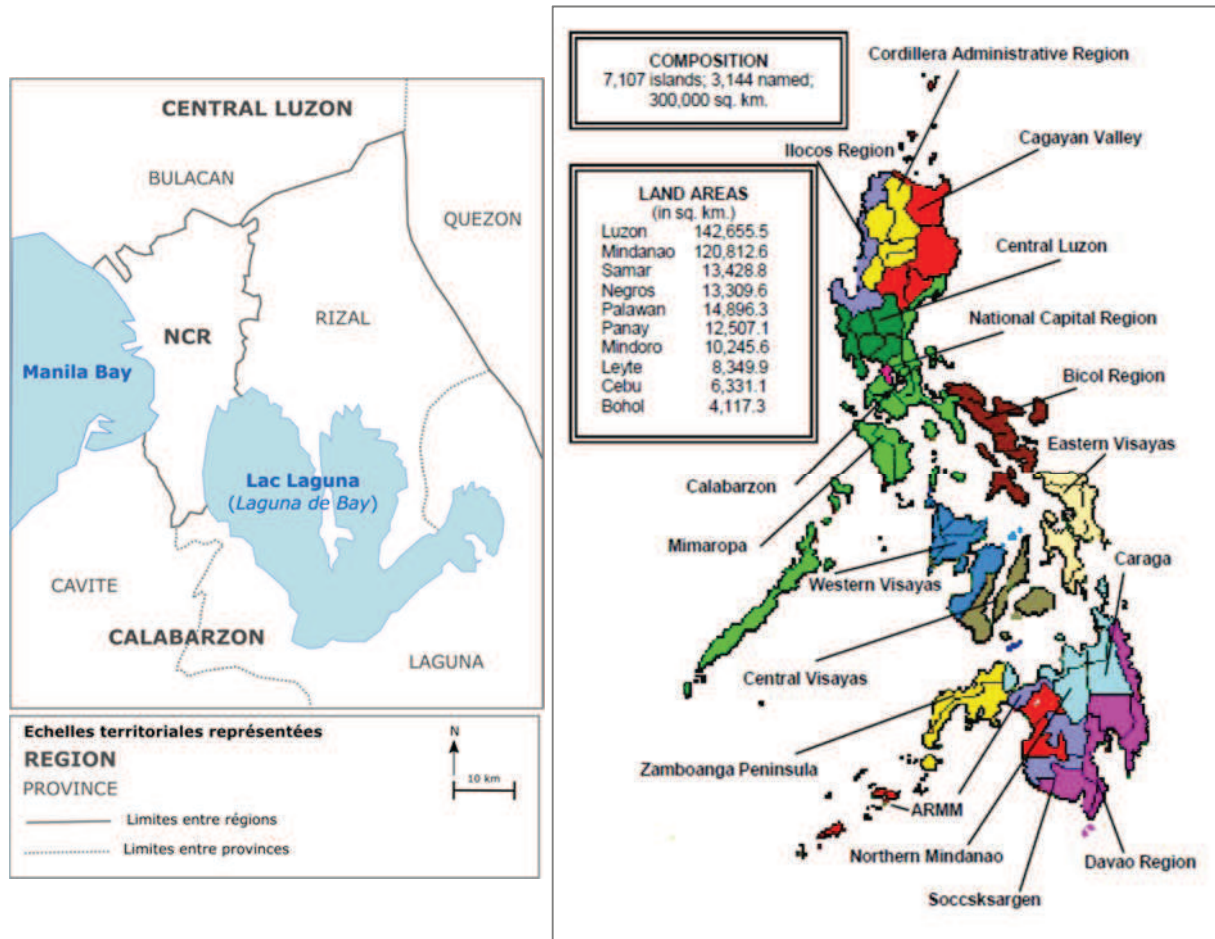 CENTRAL LUZON
BULACAN
QUEZON
NCR
RIZAL
Manila Bay
Lac Laguna
(Laguna de Bay)
CAVITE
CALABARZON
LAGUNA
Echelles territoriales représentées
REGION
PROVINCE
Limites entre régions
Limites entre provinces
N
10 km
COMPOSITION
7,107 islands; 3,144 named;
300,000 sq. km.
LAND AREAS
(in sq. km.)
Luzon 142,655.5
Mindanao 120,812.6
Samar 13,428.8
Negros 13,309.6
Palawan 14,896.3
Panay 12,507.1
Mindoro 10,245.6
Leyte 8,349.9
Cebu 6,331.1
Bohol 4,117.3
Cordillera Administrative Region
Ilocos Region
Cagayan Valley
Central Luzon
National Capital Region
Bicol Region
Eastern Visayas
Calabarzon
Mimaropa
Western Visayas
Caraga
Central Visayas
Zamboanga Peninsula
ARMM
Northern Mindanao
Davao Region
Soccsksargen